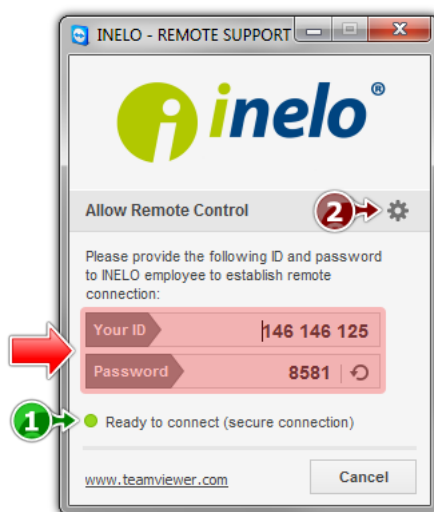 INELO - REMOTE SUPPORT
inelo®
Allow Remote Control
2
Please provide the following ID and password
to INELO employee to establish remote
connection:
Your ID 146 146 125
Password 8581
1 Ready to connect (secure connection)
www.teamviewer.com Cancel